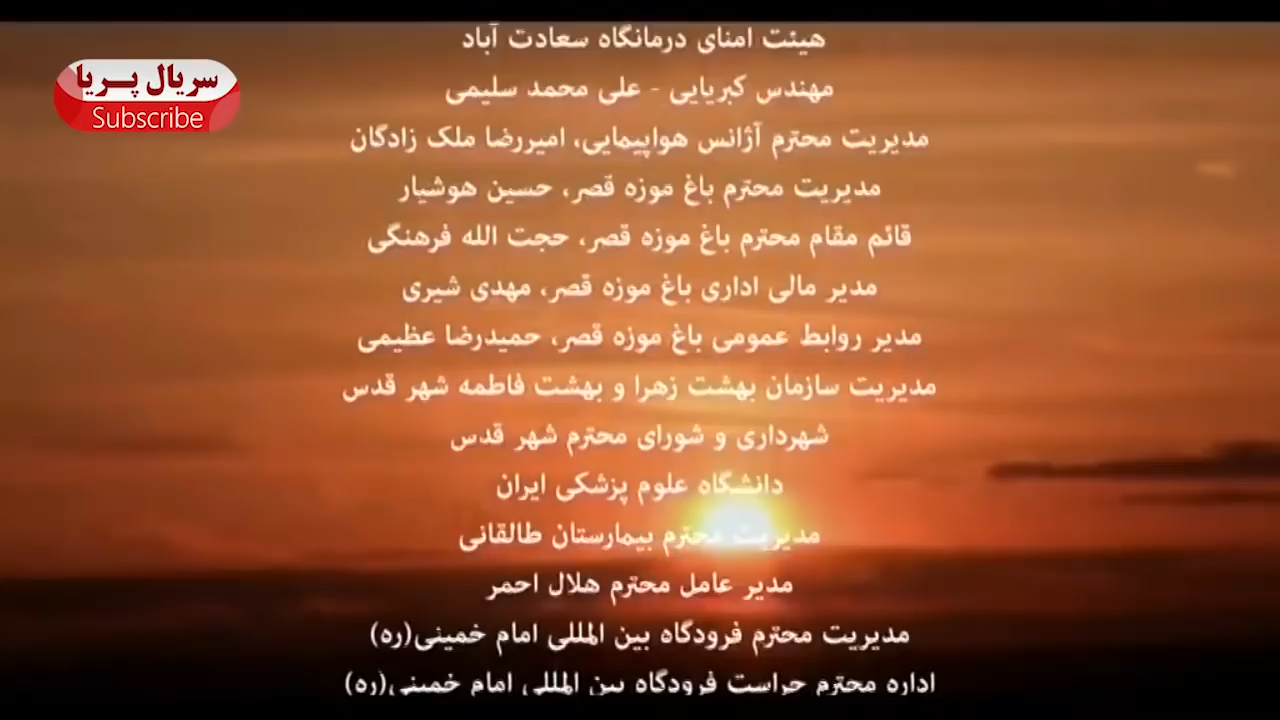 هیئت امنای درمانگاه سعادت آباد
سریال پریا
Subscribe
مهندس کبریایی - علی محمد سلیمی
مدیریت محترم آژانس هواپیمایی، امیررضا ملک زادگان
مدیریت محترم باغ موزه قصر، حسین هوشیار
قائم مقام محترم باغ موزه قصر، حجت الله فرهنگی
مدیر مالی اداری باغ موزه قصر، مهدی شیری
مدیر روابط عمومی باغ موزه قصر، حمیدرضا عظیمی
مدیریت سازمان بهشت زهرا و بهشت فاطمه شهر قدس
شهرداری و شورای محترم شهر قدس
دانشگاه علوم پزشکی ایران
مدیریت محترم بیمارستان طالقانی
مدیر عامل محترم هلال احمر
مدیریت محترم فرودگاه بین المللی امام خمینی(ره)
اداره محترم حراست فرودگاه بین المللی امام خمینی(ره)